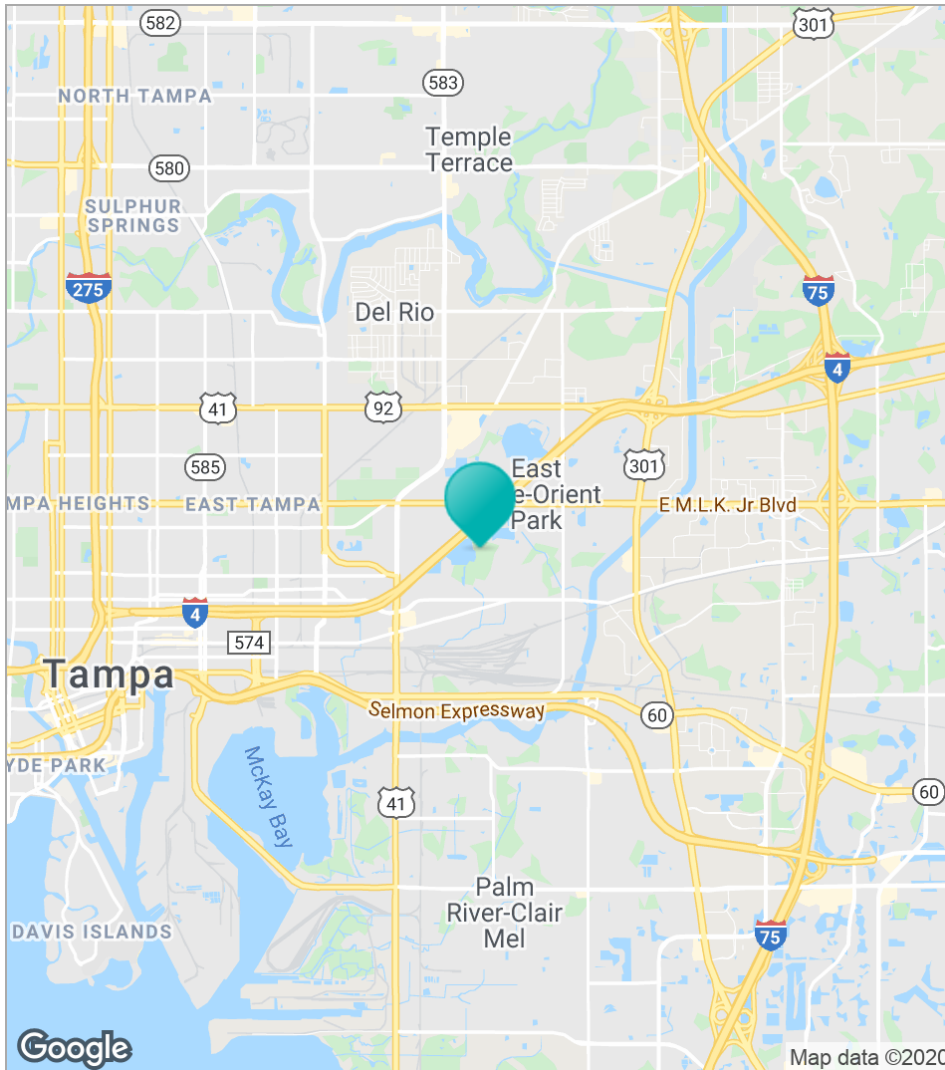 582
301
583
NORTH TAMPA
Temple
Terrace
580
SULPHUR
SPRINGS
275
75
Del Rio
4
41
92
585
301
East
e-Orient
Park
MPA HEIGHTS
EAST TAMPA
E M.L.K. Jr Blvd
4
574
Tampa
Selmon Expressway
60
YDE PARK
McKay Bay
41
60
Palm
River-Clair
Mel
DAVIS ISLANDS
75
Google
Map data ©2020